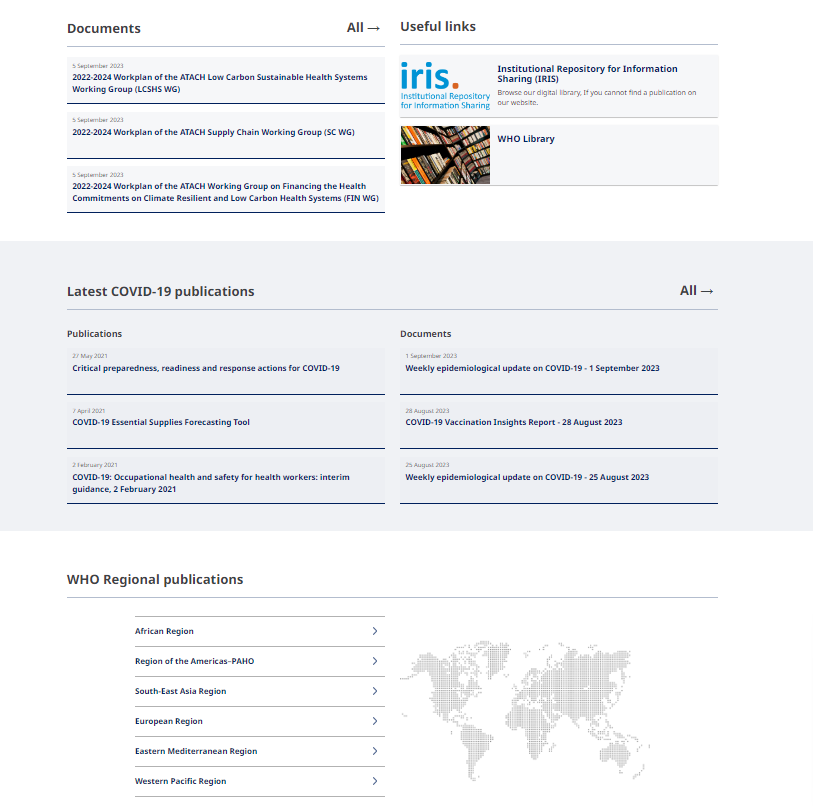 Documents
All →
5 September 2023
2022-2024 Workplan of the ATACH Low Carbon Sustainable Health Systems
Working Group (LCSHS WG)
5 September 2023
2022-2024 Workplan of the ATACH Supply Chain Working Group (SC WG)
5 September 2023
2022-2024 Workplan of the ATACH Working Group on Financing the Health
Commitments on Climate Resilient and Low Carbon Health Systems (FIN WG)
Useful links
iris.
Institutional Repository
for Information Sharing
Institutional Repository for Information
Sharing (IRIS)
Browse our digital library, If you cannot find a publication on
our website.
WHO Library
Latest COVID-19 publications
All →
Publications
27 May 2021
Critical preparedness, readiness and response actions for COVID-19
7 April 2021
COVID-19 Essential Supplies Forecasting Tool
2 February 2021
COVID-19: Occupational health and safety for health workers: interim
guidance, 2 February 2021
Documents
1 September 2023
Weekly epidemiological update on COVID-19 - 1 September 2023
28 August 2023
COVID-19 Vaccination Insights Report - 28 August 2023
25 August 2023
Weekly epidemiological update on COVID-19 - 25 August 2023
WHO Regional publications
African Region
Region of the Americas–PAHO
South-East Asia Region
European Region
Eastern Mediterranean Region
Western Pacific Region